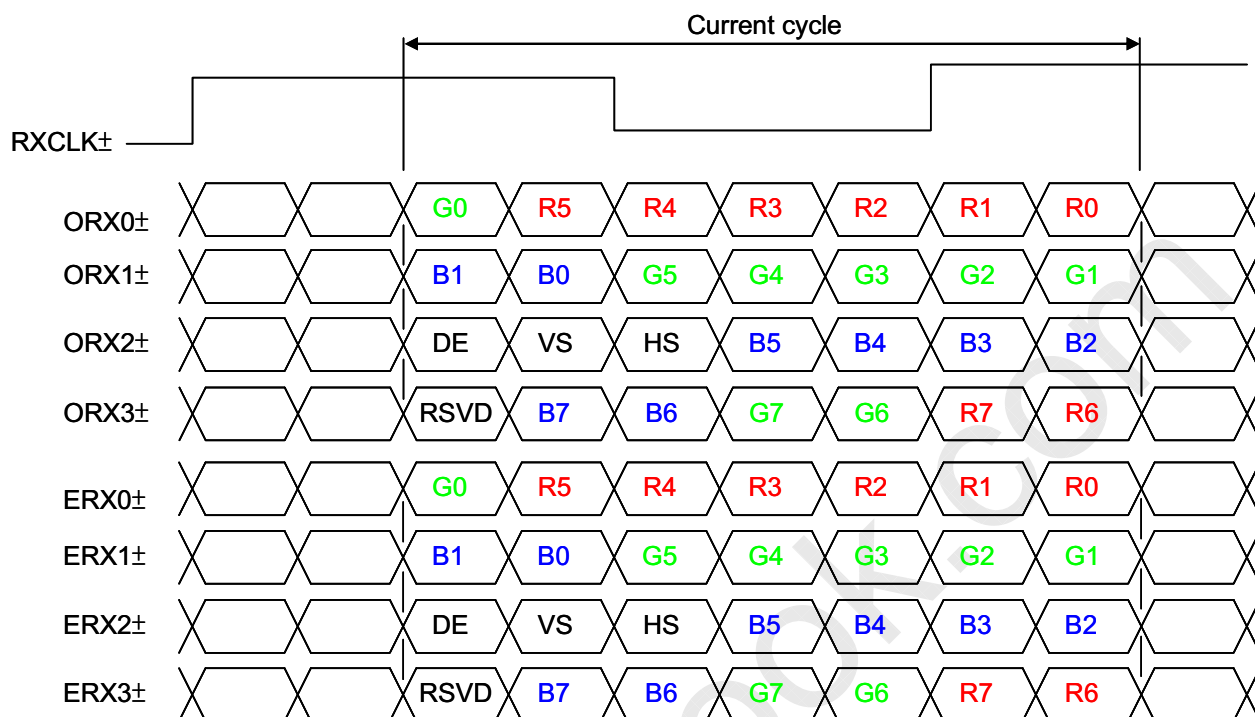 Current cycle
RXCLK±
ORX0± G0 R5 R4 R3 R2 R1 R0
ORX1± B1 B0 G5 G4 G3 G2 G1
ORX2± DE VS HS B5 B4 B3 B2
ORX3± RSVD B7 B6 G7 G6 R7 R6
ERX0± G0 R5 R4 R3 R2 R1 R0
ERX1± B1 B0 G5 G4 G3 G2 G1
ERX2± DE VS HS B5 B4 B3 B2
ERX3± RSVD B7 B6 G7 G6 R7 R6
ook.com